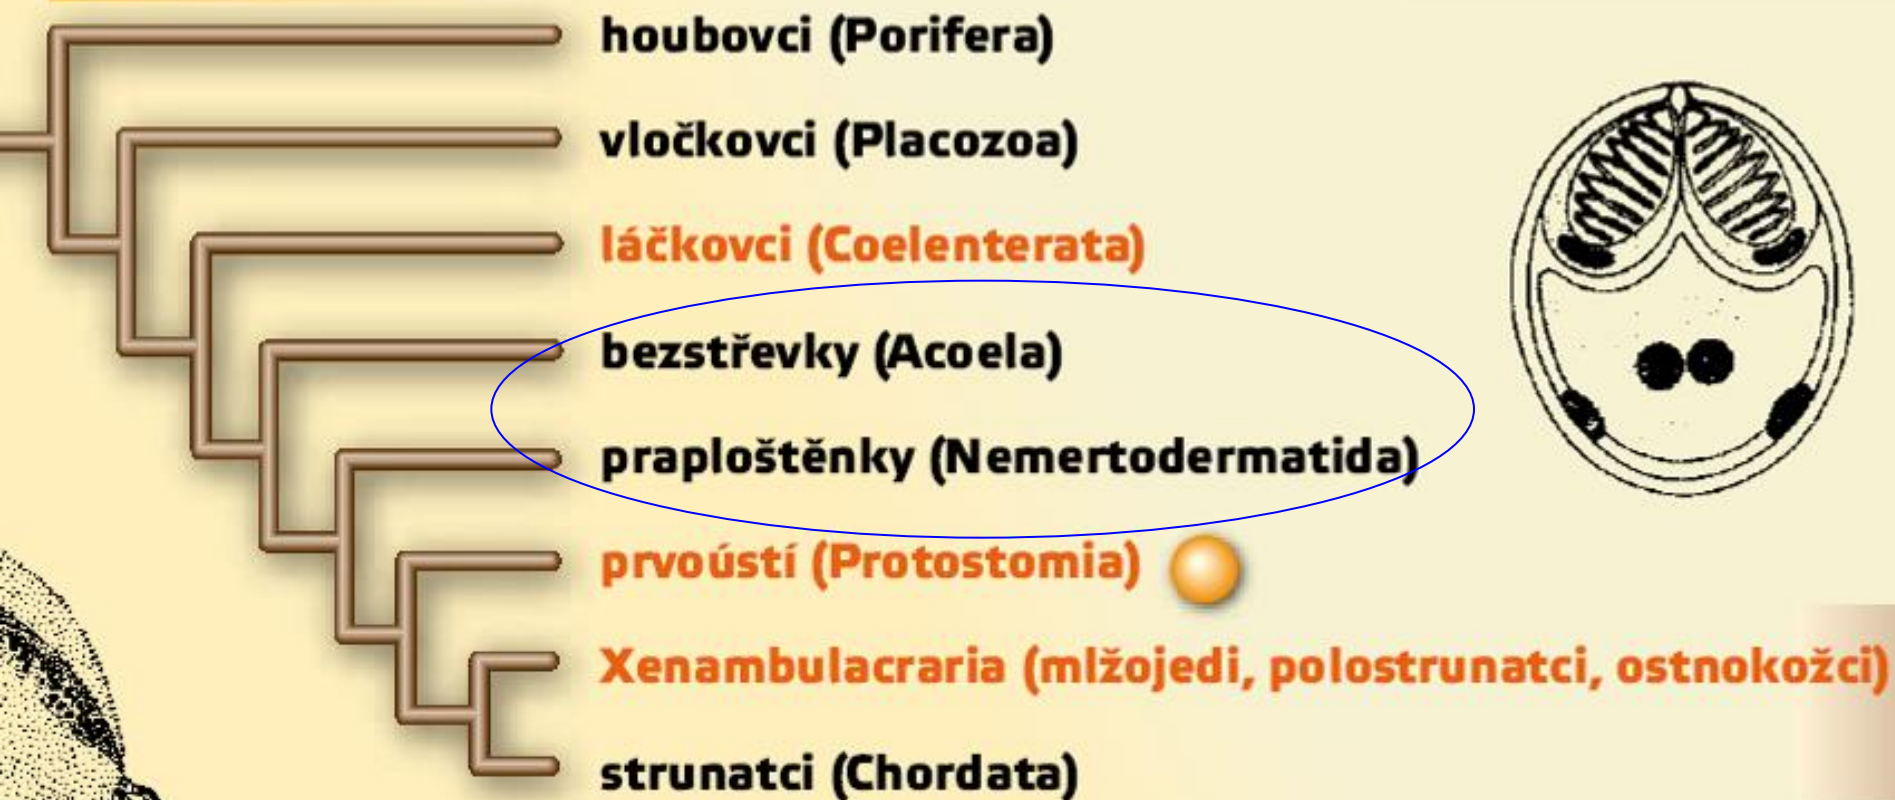 houbovci (Porifera)
vločkovci (Placozoa)
láčkovci (Coelenterata)
bezstřevky (Acoela)
praploštěnky (Nemertodermatida)
prvoústí (Protostomia)
Xenambulacraria (mlžojedi, polostrunatci, ostnokožci)
strunatci (Chordata)